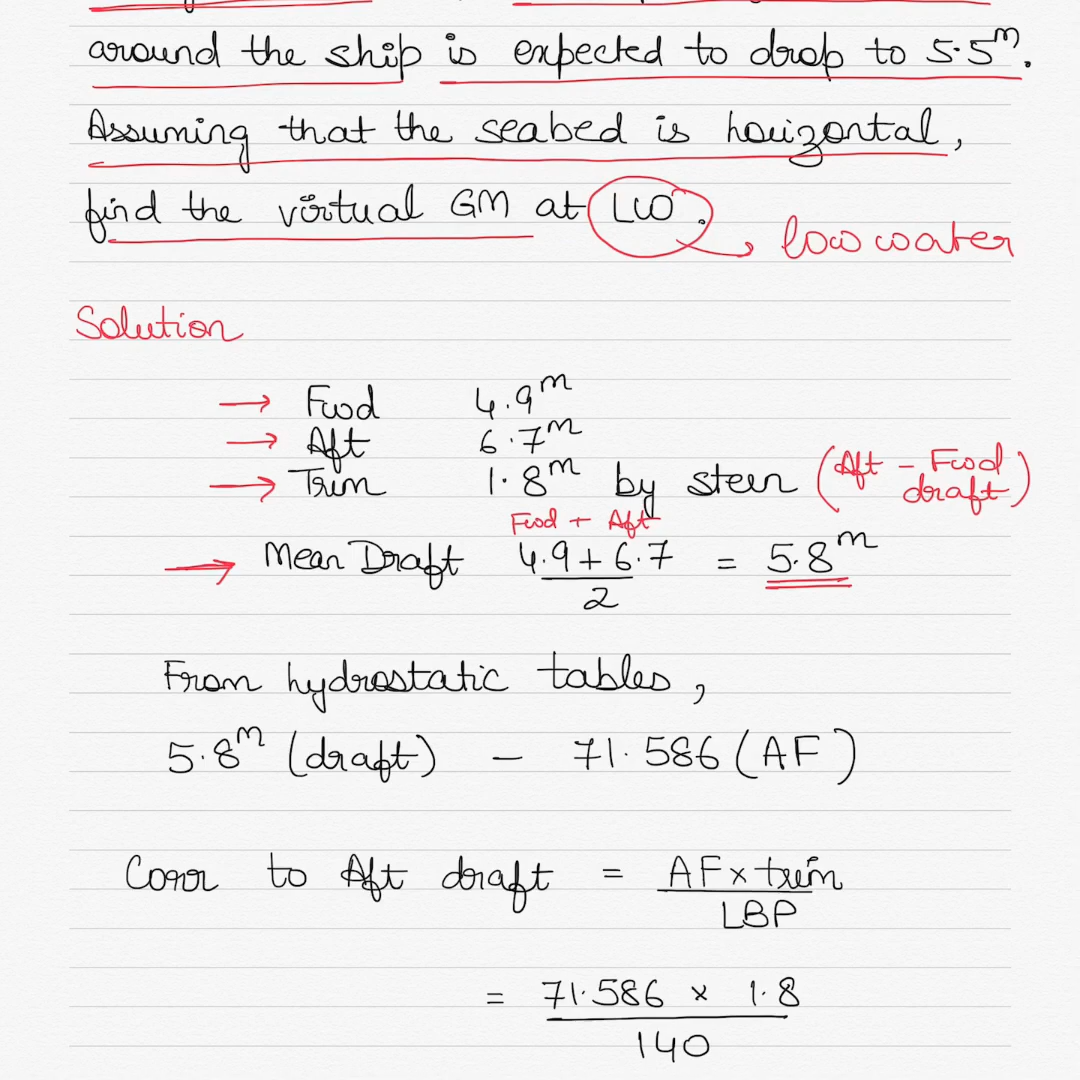 around the ship is expected to drop to 5.5m.
Assuming that the seabed is horizontal,
find the virtual GM at LW.
low water
Solution
→ Fwd 4.9m
→ Aft 6.7m
→ Trim 1.8m by stern (Aft - Fwd draft)
Fwd + Aft
→ Mean Draft 4.9+6.7 = 5.8m
2
From hydrostatic tables,
5.8m (draft) - 71.586 (AF)
Corr to Aft draft = AF x trim
LBP
= 71.586 x 1.8
140